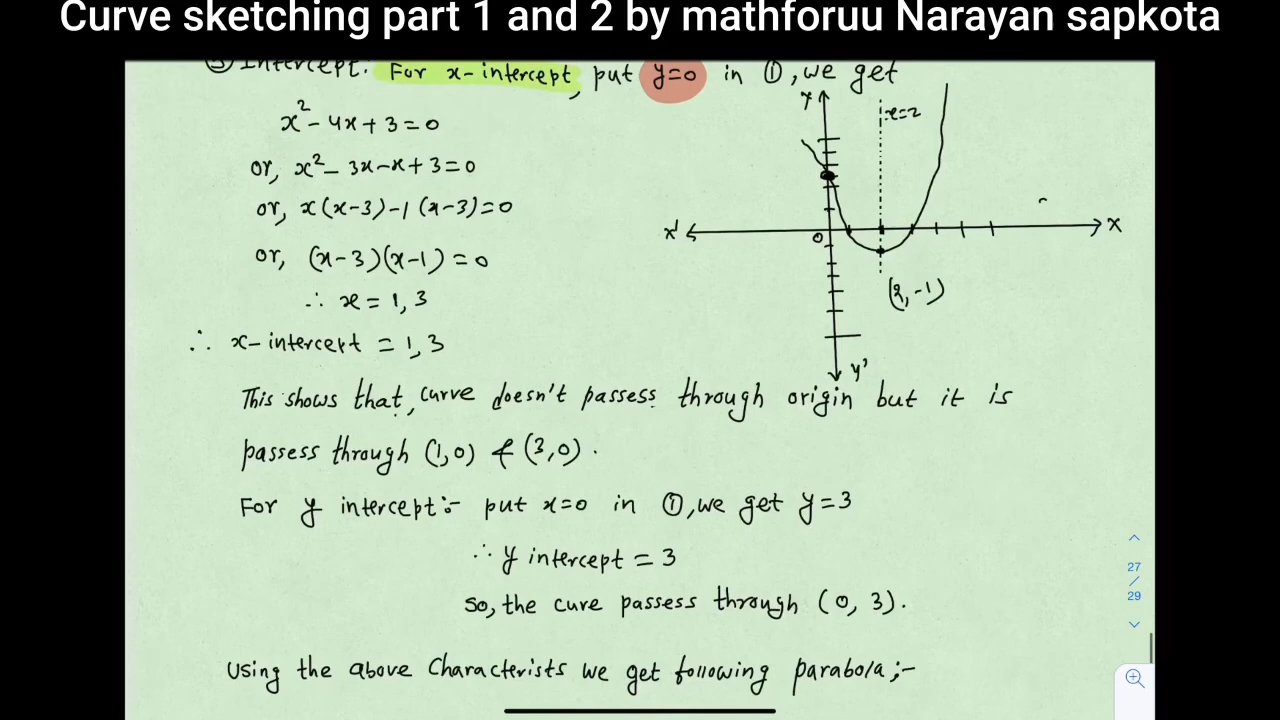 Curve sketching part 1 and 2 by mathforuu Narayan sapkota
③ Intercept: For x-intercept, put y=0 in ①, we get
x² - 4x + 3 = 0
or, x² - 3x - x + 3 = 0
or, x(x-3) - 1(x-3) = 0
or, (x-3)(x-1) = 0
∴ x = 1, 3
∴ x-intercept = 1, 3
Y
x=2
X'
O
X
(2, -1)
y'
This shows that, curve doesn't passess through origin but it is
passess through (1,0) & (3,0).
For y intercept:- put x=0 in ①, we get y=3
∴ y intercept = 3
so, the cure passess through (0, 3).
Using the above characterists we get following parabola;-
27
/
29